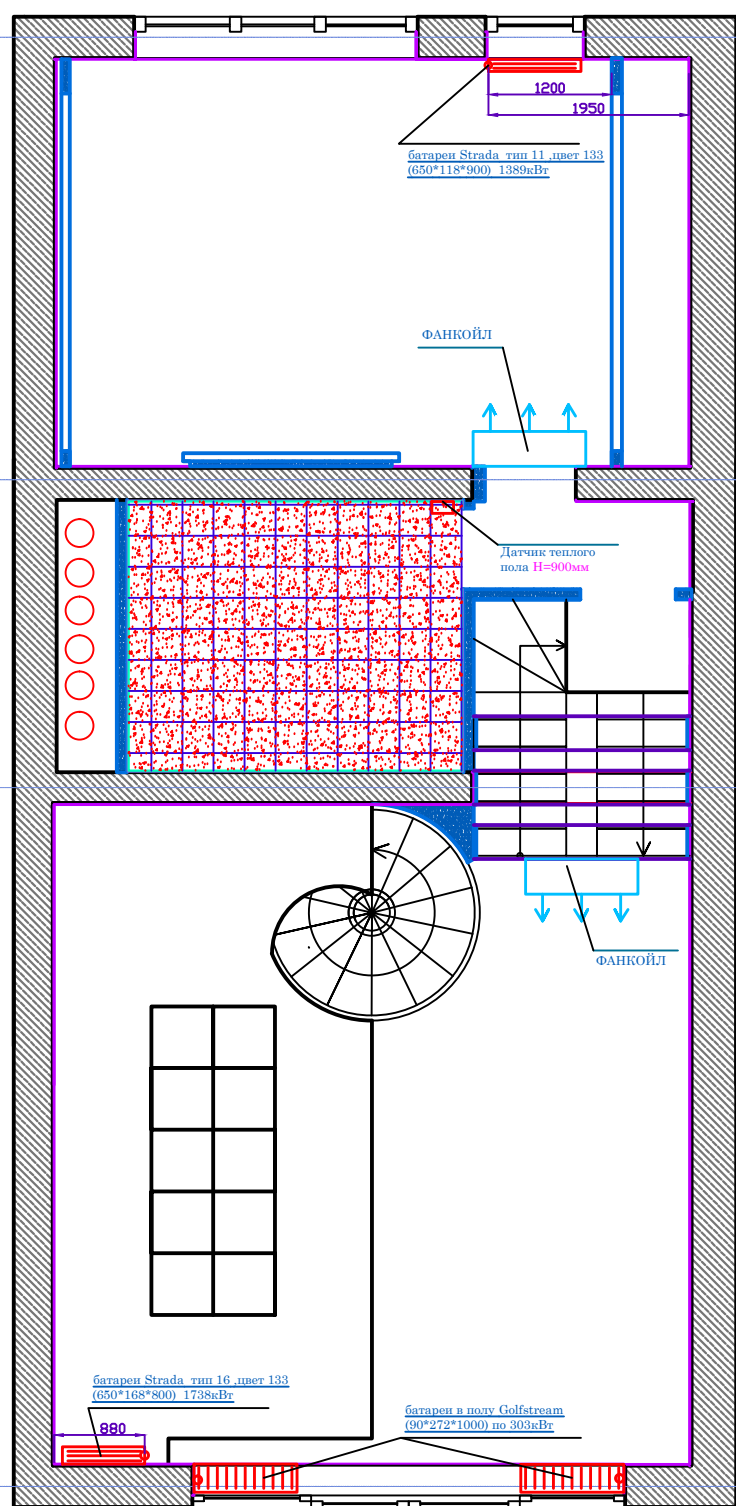 1200
1950
батареи Strada тип 11 ,цвет 133
(650*118*900) 1389кВт
ФАНКОЙЛ
Датчик теплого
пола H=900мм
ФАНКОЙЛ
батареи Strada тип 16 ,цвет 133
(650*168*800) 1738кВт
880
батареи в полу Golfstream
(90*272*1000) по 303кВт